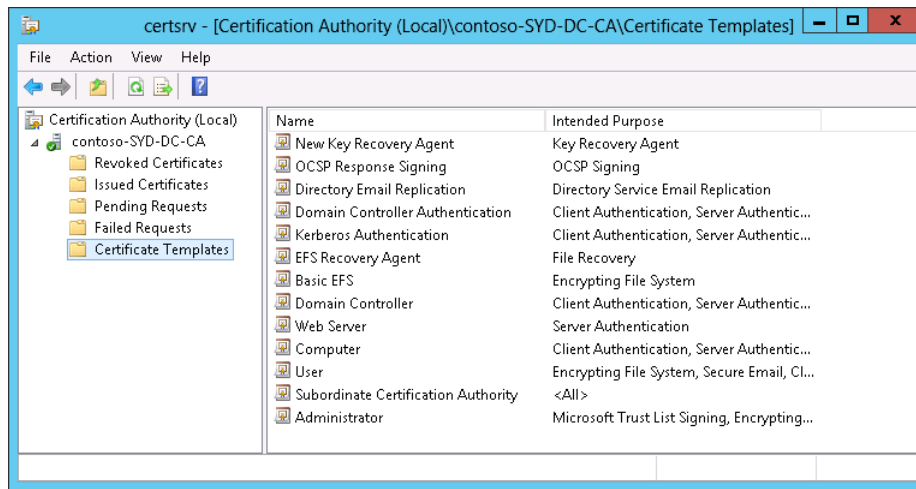 certsrv - [Certification Authority (Local)\contoso-SYD-DC-CA\Certificate Templates]
File Action View Help
Certification Authority (Local)
contoso-SYD-DC-CA
Revoked Certificates
Issued Certificates
Pending Requests
Failed Requests
Certificate Templates
Name Intended Purpose
New Key Recovery Agent Key Recovery Agent
OCSP Response Signing OCSP Signing
Directory Email Replication Directory Service Email Replication
Domain Controller Authentication Client Authentication, Server Authentic...
Kerberos Authentication Client Authentication, Server Authentic...
EFS Recovery Agent File Recovery
Basic EFS Encrypting File System
Domain Controller Client Authentication, Server Authentic...
Web Server Server Authentication
Computer Client Authentication, Server Authentic...
User Encrypting File System, Secure Email, Cl...
Subordinate Certification Authority <All>
Administrator Microsoft Trust List Signing, Encrypting...